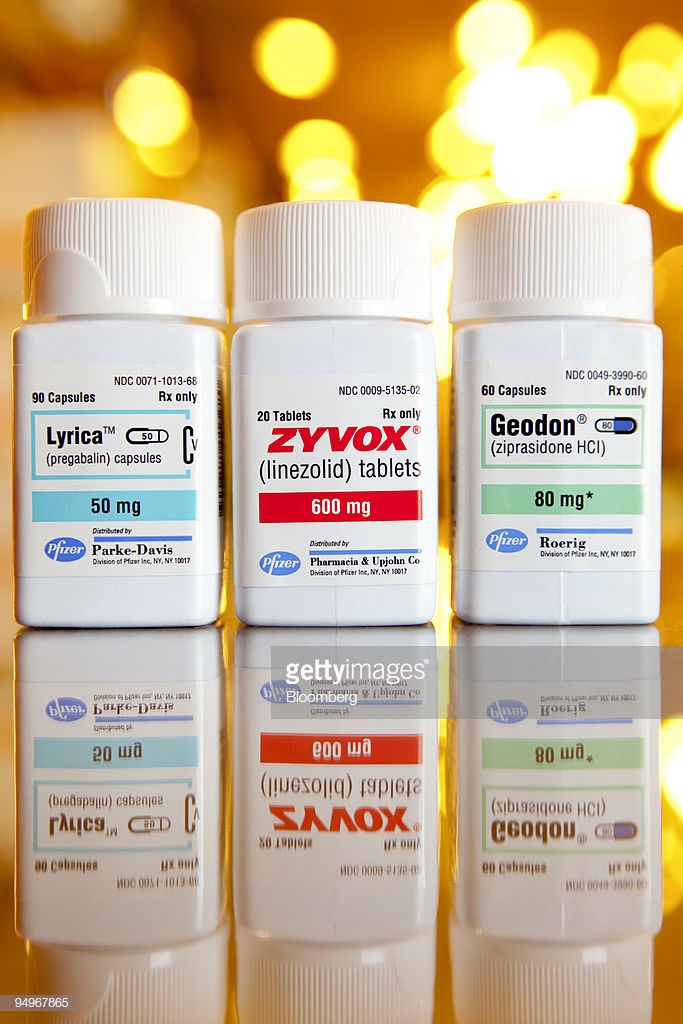 NDC 0071-1013-68
90 Capsules Rx only
Lyrica™ 50
(pregabalin) capsules
CV
50 mg
Distributed by
Pfizer Parke-Davis
Division of Pfizer Inc, NY, NY 10017
NDC 0009-5135-02
20 Tablets Rx only
ZYVOX®
(linezolid) tablets
600 mg
Distributed by
Pfizer Pharmacia & Upjohn Co
Division of Pfizer Inc, NY, NY 10017
NDC 0049-3990-60
60 Capsules Rx only
Geodon® 80
(ziprasidone HCl)
80 mg*
Pfizer Roerig
Division of Pfizer Inc, NY, NY 10017
gettyimages®
Bloomberg
94967865